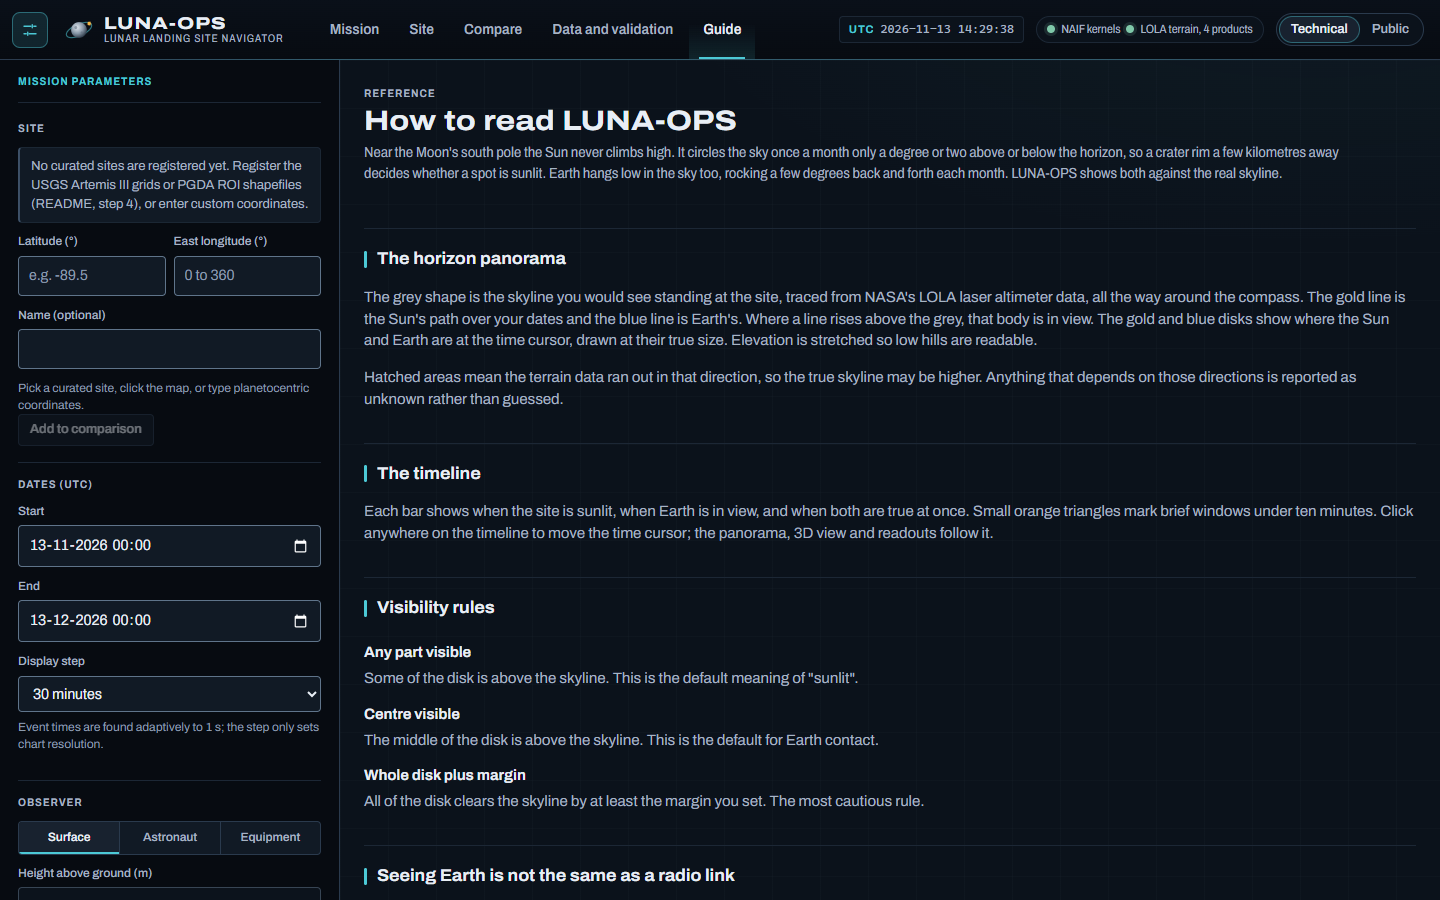 LUNA-OPS
LUNAR LANDING SITE NAVIGATOR
Mission
Site
Compare
Data and validation
Guide
UTC 2026-11-13 14:29:38
NAIF kernels
LOLA terrain, 4 products
Technical
Public
MISSION PARAMETERS
SITE
No curated sites are registered yet. Register the
USGS Artemis III grids or PGDA ROI shapefiles
(README, step 4), or enter custom coordinates.
Latitude (°)
East longitude (°)
e.g. -89.5
0 to 360
Name (optional)
Pick a curated site, click the map, or type planetocentric
coordinates.
Add to comparison
DATES (UTC)
Start
13-11-2026 00:00
End
13-12-2026 00:00
Display step
30 minutes
Event times are found adaptively to 1 s; the step only sets
chart resolution.
OBSERVER
Surface
Astronaut
Equipment
Height above ground (m)
REFERENCE
How to read LUNA-OPS
Near the Moon's south pole the Sun never climbs high. It circles the sky once a month only a degree or two above or below the horizon, so a crater rim a few kilometres away
decides whether a spot is sunlit. Earth hangs low in the sky too, rocking a few degrees back and forth each month. LUNA-OPS shows both against the real skyline.
The horizon panorama
The grey shape is the skyline you would see standing at the site, traced from NASA's LOLA laser altimeter data, all the way around the compass. The gold line is
the Sun's path over your dates and the blue line is Earth's. Where a line rises above the grey, that body is in view. The gold and blue disks show where the Sun
and Earth are at the time cursor, drawn at their true size. Elevation is stretched so low hills are readable.
Hatched areas mean the terrain data ran out in that direction, so the true skyline may be higher. Anything that depends on those directions is reported as
unknown rather than guessed.
The timeline
Each bar shows when the site is sunlit, when Earth is in view, and when both are true at once. Small orange triangles mark brief windows under ten minutes. Click
anywhere on the timeline to move the time cursor; the panorama, 3D view and readouts follow it.
Visibility rules
Any part visible
Some of the disk is above the skyline. This is the default meaning of "sunlit".
Centre visible
The middle of the disk is above the skyline. This is the default for Earth contact.
Whole disk plus margin
All of the disk clears the skyline by at least the margin you set. The most cautious rule.
Seeing Earth is not the same as a radio link